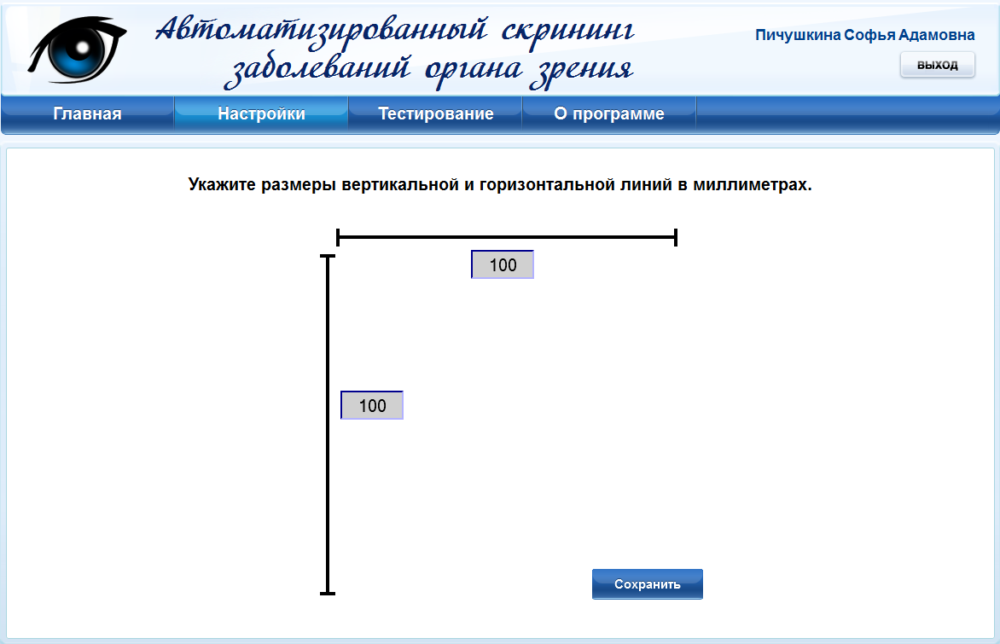 Автоматизированный скрининг
заболеваний органа зрения
Пичушкина Софья Адамовна
выход
Главная
Настройки
Тестирование
О программе
Укажите размеры вертикальной и горизонтальной линий в миллиметрах.
100
100
Сохранить